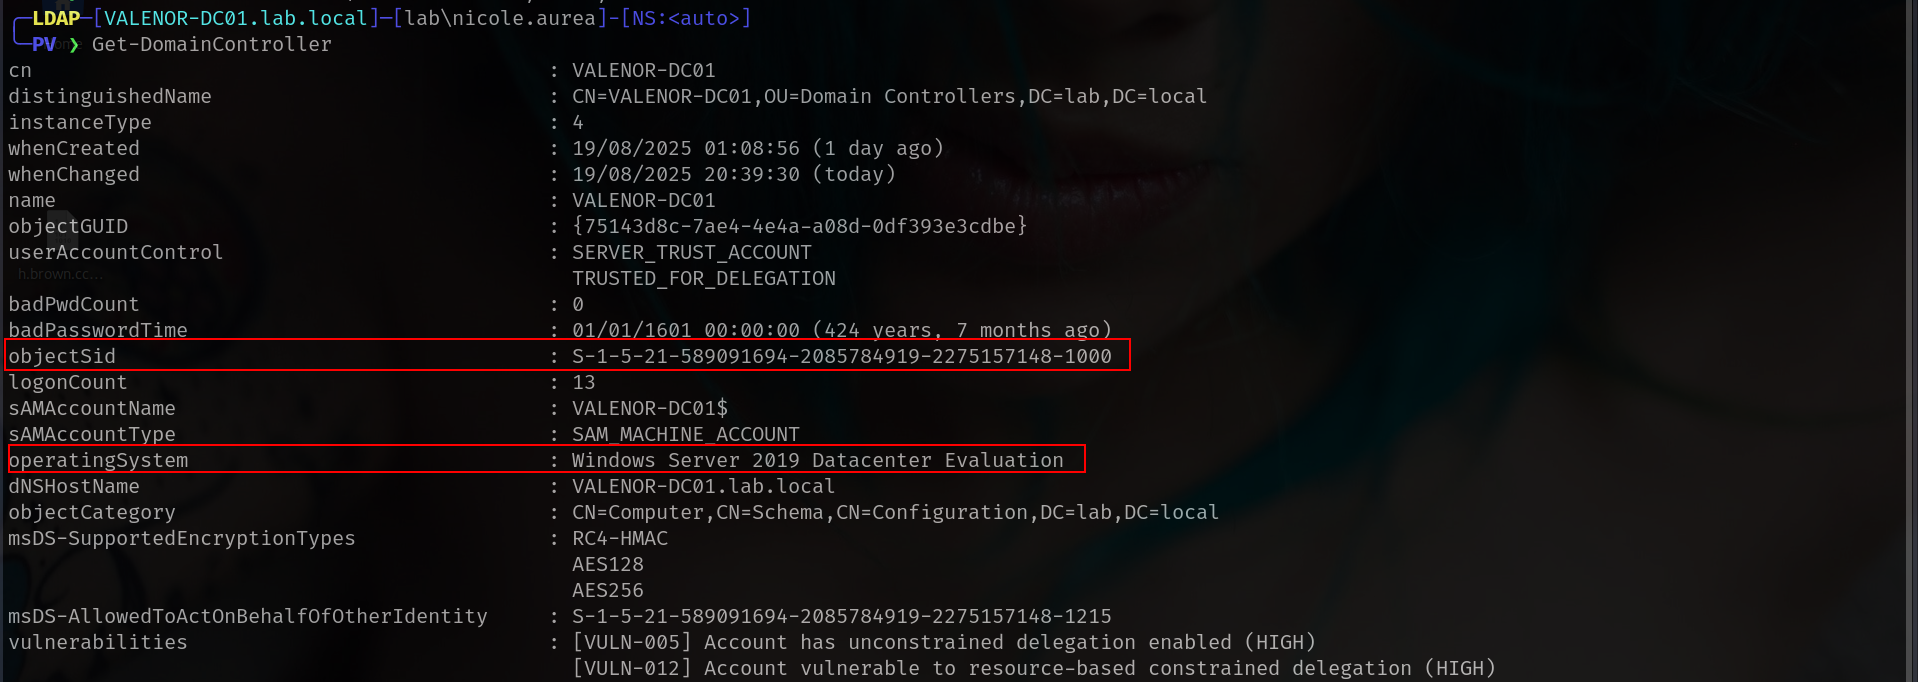 LDAP─[VALENOR-DC01.lab.local]─[lab\nicole.aurea]-[NS:<auto>]
PV ❯ Get-DomainController
cn : VALENOR-DC01
distinguishedName : CN=VALENOR-DC01,OU=Domain Controllers,DC=lab,DC=local
instanceType : 4
whenCreated : 19/08/2025 01:08:56 (1 day ago)
whenChanged : 19/08/2025 20:39:30 (today)
name : VALENOR-DC01
objectGUID : {75143d8c-7ae4-4e4a-a08d-0df393e3cdbe}
userAccountControl : SERVER_TRUST_ACCOUNT
h.brown.cc...
TRUSTED_FOR_DELEGATION
badPwdCount : 0
badPasswordTime : 01/01/1601 00:00:00 (424 years, 7 months ago)
objectSid : S-1-5-21-589091694-2085784919-2275157148-1000
logonCount : 13
sAMAccountName : VALENOR-DC01$
sAMAccountType : SAM_MACHINE_ACCOUNT
operatingSystem : Windows Server 2019 Datacenter Evaluation
dNSHostName : VALENOR-DC01.lab.local
objectCategory : CN=Computer,CN=Schema,CN=Configuration,DC=lab,DC=local
msDS-SupportedEncryptionTypes : RC4-HMAC
AES128
AES256
msDS-AllowedToActOnBehalfOfOtherIdentity : S-1-5-21-589091694-2085784919-2275157148-1215
vulnerabilities : [VULN-005] Account has unconstrained delegation enabled (HIGH)
[VULN-012] Account vulnerable to resource-based constrained delegation (HIGH)